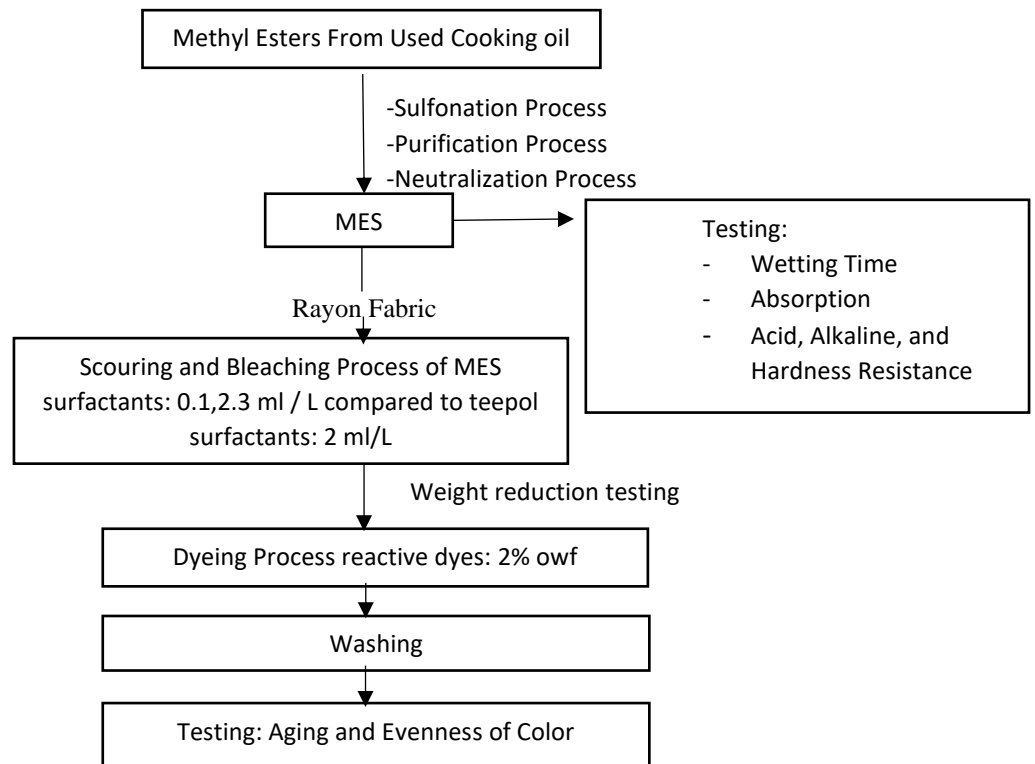 Methyl Esters From Used Cooking oil
-Sulfonation Process
-Purification Process
-Neutralization Process
MES
Testing:
- Wetting Time
- Absorption
- Acid, Alkaline, and
Hardness Resistance
Rayon Fabric
Scouring and Bleaching Process of MES
surfactants: 0.1,2.3 ml / L compared to teepol
surfactants: 2 ml/L
Weight reduction testing
Dyeing Process reactive dyes: 2% owf
Washing
Testing: Aging and Evenness of Color